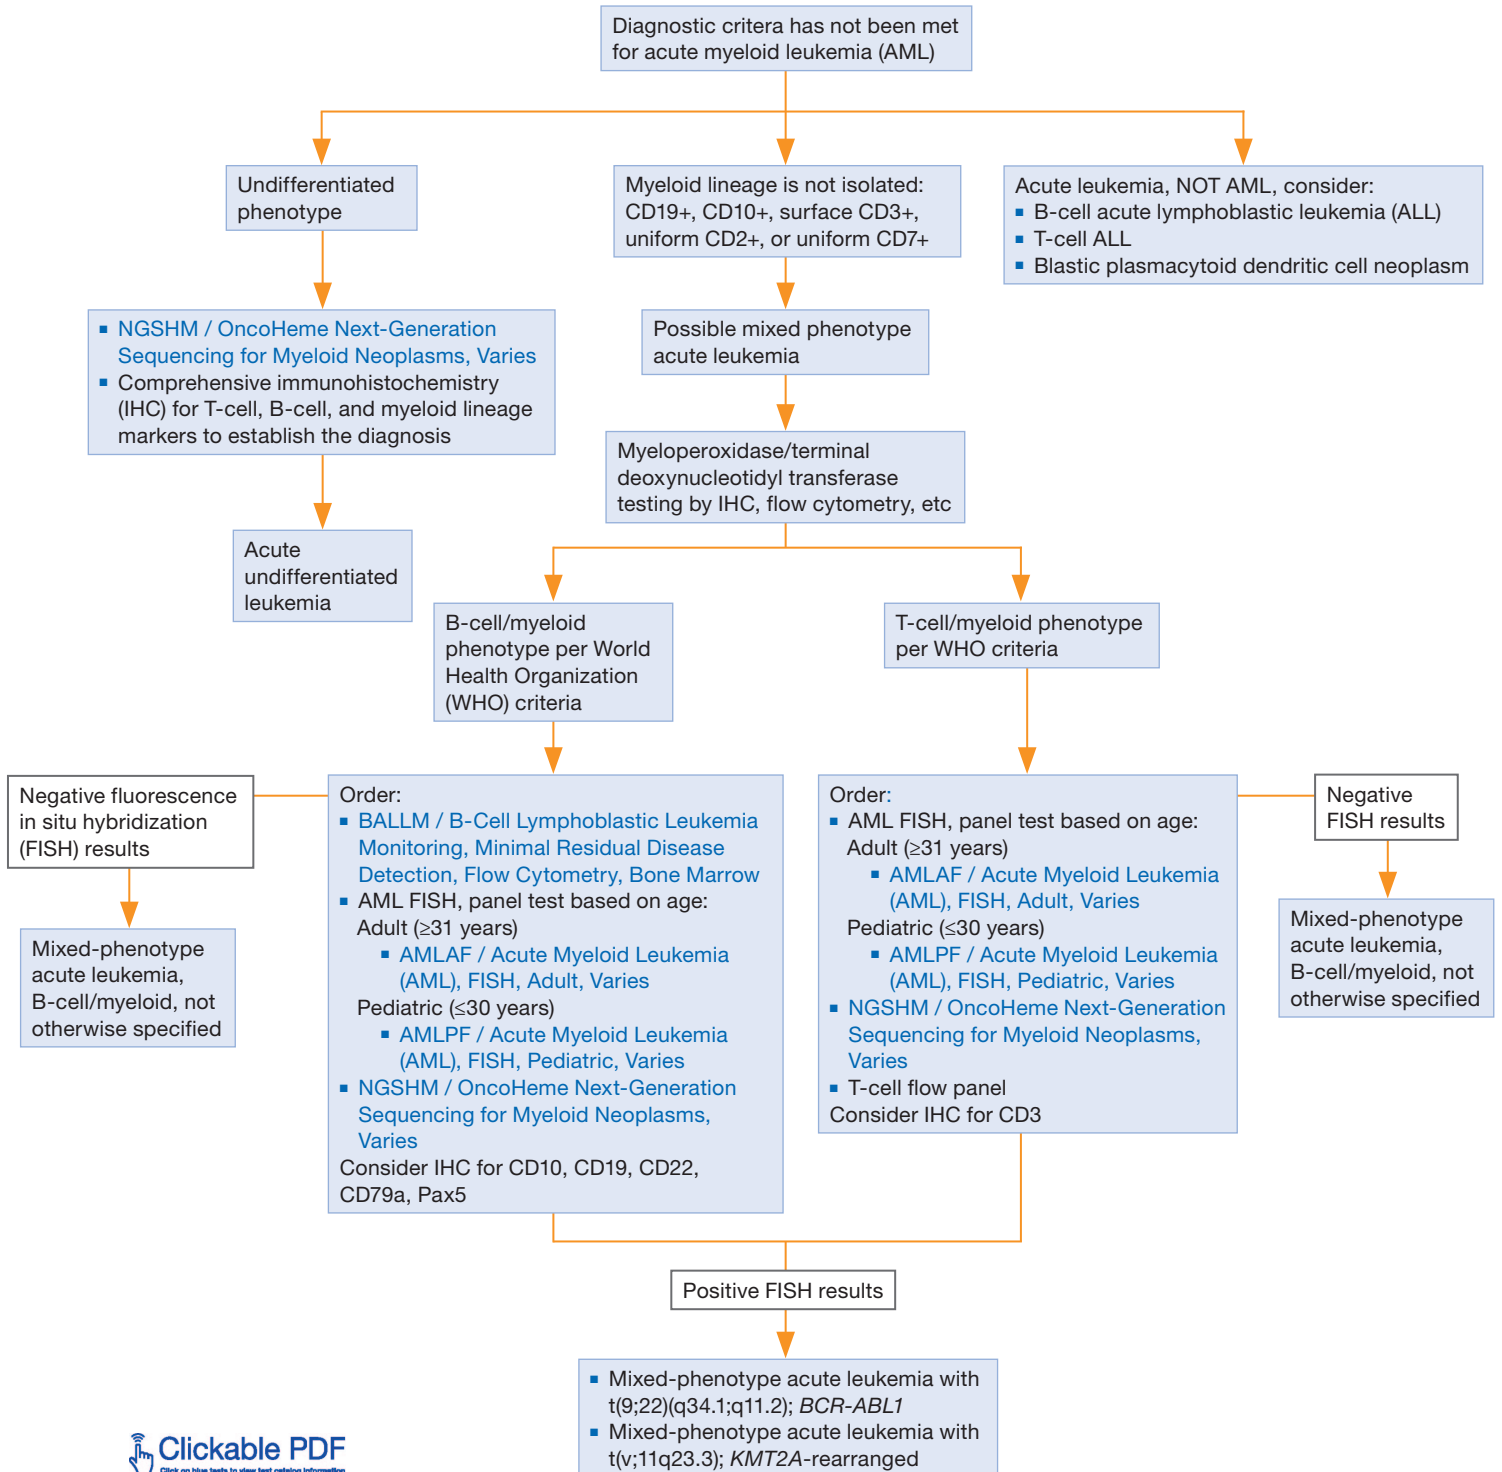 Diagnostic critera has not been met
for acute myeloid leukemia (AML)
Undifferentiated
phenotype
Myeloid lineage is not isolated:
CD19+, CD10+, surface CD3+,
uniform CD2+, or uniform CD7+
Acute leukemia, NOT AML, consider:
▪ B-cell acute lymphoblastic leukemia (ALL)
▪ T-cell ALL
▪ Blastic plasmacytoid dendritic cell neoplasm
▪ NGSHM / OncoHeme Next-Generation
Sequencing for Myeloid Neoplasms, Varies
▪ Comprehensive immunohistochemistry
(IHC) for T-cell, B-cell, and myeloid lineage
markers to establish the diagnosis
Possible mixed phenotype
acute leukemia
Myeloperoxidase/terminal
deoxynucleotidyl transferase
testing by IHC, flow cytometry, etc
Acute
undifferentiated
leukemia
B-cell/myeloid
phenotype per World
Health Organization
(WHO) criteria
T-cell/myeloid phenotype
per WHO criteria
Negative fluorescence
in situ hybridization
(FISH) results
Mixed-phenotype
acute leukemia,
B-cell/myeloid, not
otherwise specified
Order:
▪ BALLM / B-Cell Lymphoblastic Leukemia
Monitoring, Minimal Residual Disease
Detection, Flow Cytometry, Bone Marrow
▪ AML FISH, panel test based on age:
Adult (≥31 years)
▪ AMLAF / Acute Myeloid Leukemia
(AML), FISH, Adult, Varies
Pediatric (≤30 years)
▪ AMLPF / Acute Myeloid Leukemia
(AML), FISH, Pediatric, Varies
▪ NGSHM / OncoHeme Next-Generation
Sequencing for Myeloid Neoplasms,
Varies
Consider IHC for CD10, CD19, CD22,
CD79a, Pax5
Order:
▪ AML FISH, panel test based on age:
Adult (≥31 years)
▪ AMLAF / Acute Myeloid Leukemia
(AML), FISH, Adult, Varies
Pediatric (≤30 years)
▪ AMLPF / Acute Myeloid Leukemia
(AML), FISH, Pediatric, Varies
▪ NGSHM / OncoHeme Next-Generation
Sequencing for Myeloid Neoplasms,
Varies
▪ T-cell flow panel
Consider IHC for CD3
Negative
FISH results
Mixed-phenotype
acute leukemia,
B-cell/myeloid, not
otherwise specified
Positive FISH results
▪ Mixed-phenotype acute leukemia with
t(9;22)(q34.1;q11.2); BCR-ABL1
▪ Mixed-phenotype acute leukemia with
t(v;11q23.3); KMT2A-rearranged
Clickable PDF
Click on blue tests to view test catalog information